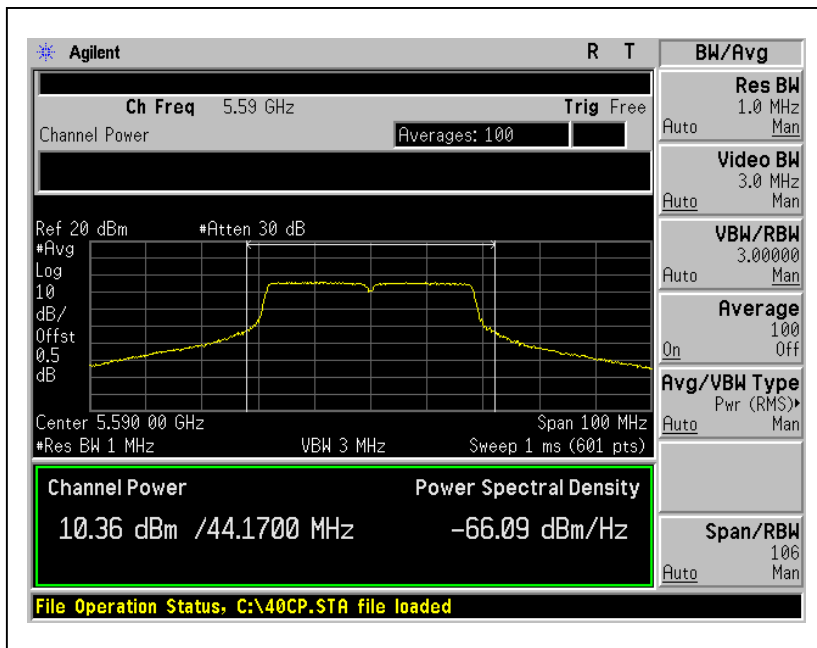 Agilent R T BW/Avg
Ch Freq 5.59 GHz Trig Free
Channel Power Averages: 100
Ref 20 dBm #Atten 30 dB
#Avg
Log
10
dB/
Offst
0.5
dB
Center 5.590 00 GHz Span 100 MHz
#Res BW 1 MHz VBW 3 MHz Sweep 1 ms (601 pts)
Channel Power Power Spectral Density
10.36 dBm /44.1700 MHz -66.09 dBm/Hz
File Operation Status, C:\40CP.STA file loaded
Res BW
1.0 MHz
Auto Man
Video BW
3.0 MHz
Auto Man
VBW/RBW
3.00000
Auto Man
Average
100
On Off
Avg/VBW Type
Pwr (RMS)▸
Auto Man
Span/RBW
106
Auto Man